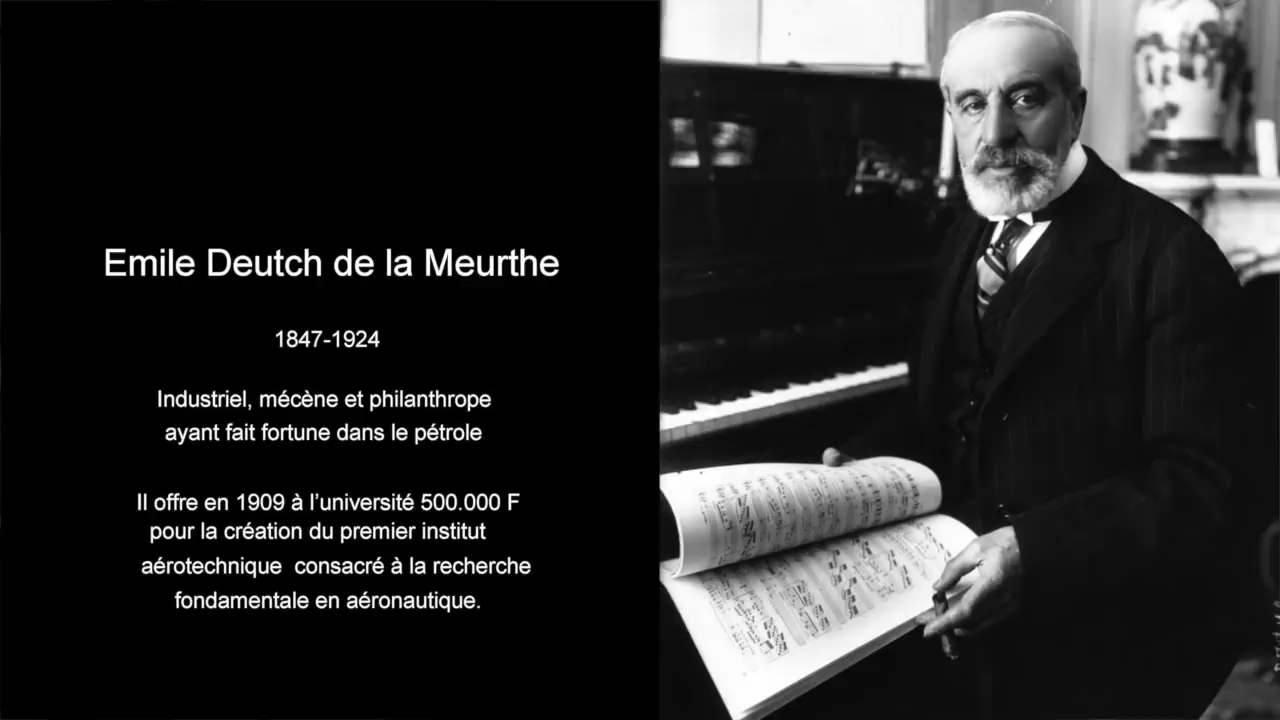 Emile Deutch de la Meurthe
1847-1924
Industriel, mécène et philanthrope
ayant fait fortune dans le pétrole
Il offre en 1909 à l’université 500.000 F
pour la création du premier institut
aérotechnique consacré à la recherche
fondamentale en aéronautique.